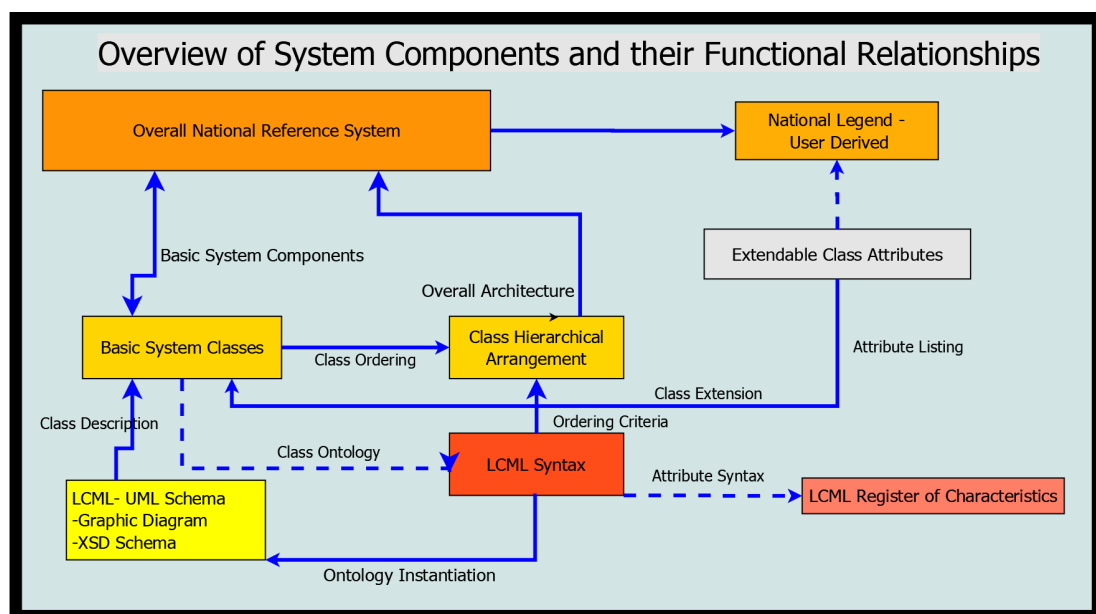 Overview of System Components and their Functional Relationships
Overall National Reference System
National Legend -
User Derived
Basic System Components
Extendable Class Attributes
Overall Architecture
Basic System Classes
Class Ordering
Class Hierarchical
Arrangement
Attribute Listing
Class Extension
Class Description
Ordering Criteria
Class Ontology
LCML Syntax
Attribute Syntax
LCML- UML Schema
-Graphic Diagram
-XSD Schema
LCML Register of Characteristics
Ontology Instantiation